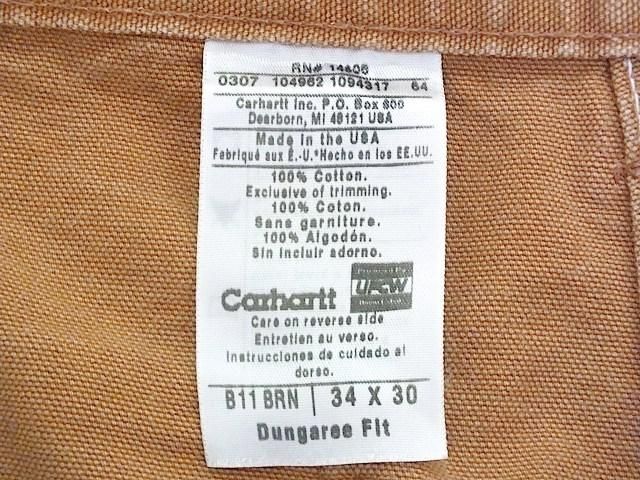 RN# 14806
0307 104962 1094317 64
Carhartt Inc. P.O. Box 600
Dearborn, MI 48121 USA
Made in the USA
Fabriqué aux É.-U.*Hecho en los EE.UU.
100% Cotton.
Exclusive of trimming.
100% Coton.
Sans garniture.
100% Algodón.
Sin incluir adorno.
Carhartt
UFCW
Care on reverse side
Entretien au verso.
Instrucciones de cuidado al
dorso.
B11 BRN | 34 X 30
Dungaree Fit